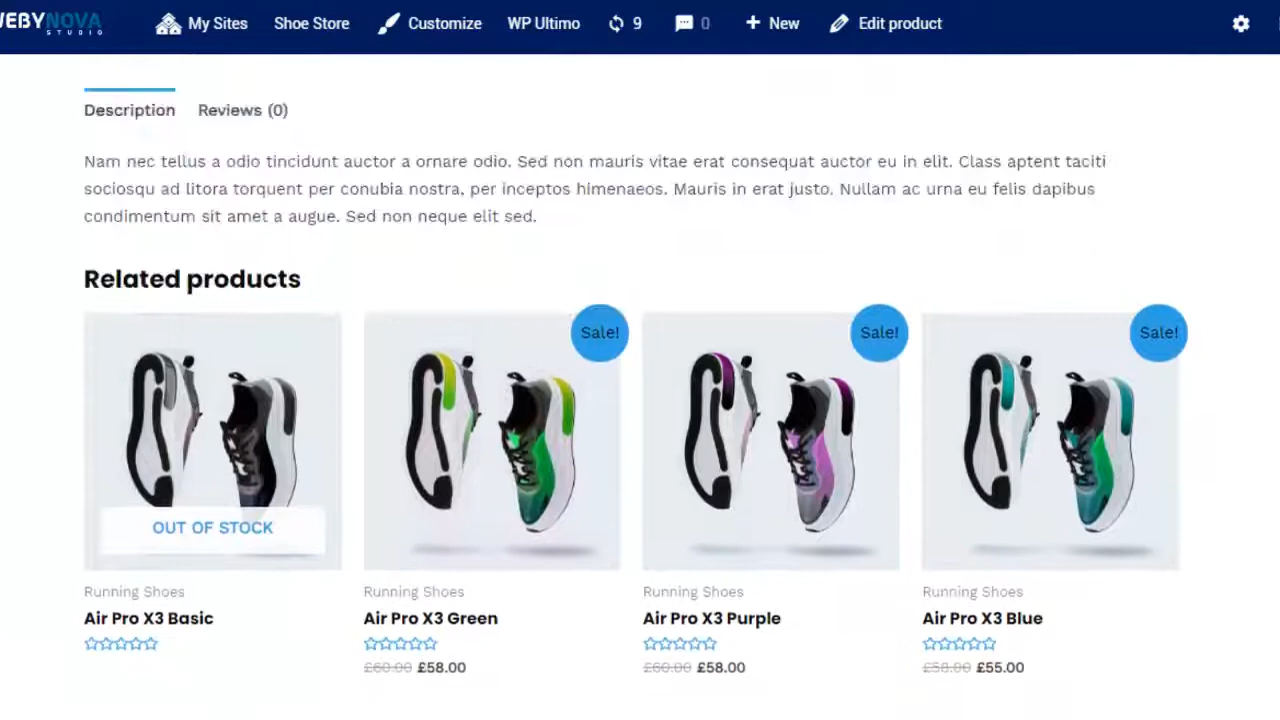 WEBYNOVA
STUDIO
My Sites Shoe Store Customize WP Ultimo 9 0 New Edit product
Description Reviews (0)
Nam nec tellus a odio tincidunt auctor a ornare odio. Sed non mauris vitae erat consequat auctor eu in elit. Class aptent taciti
sociosqu ad litora torquent per conubia nostra, per inceptos himenaeos. Mauris in erat justo. Nullam ac urna eu felis dapibus
condimentum sit amet a augue. Sed non neque elit sed.
Related products
Sale! Sale! Sale!
OUT OF STOCK
Running Shoes Running Shoes Running Shoes Running Shoes
Air Pro X3 Basic Air Pro X3 Green Air Pro X3 Purple Air Pro X3 Blue
£60.00 £58.00 £60.00 £58.00 £58.00 £55.00